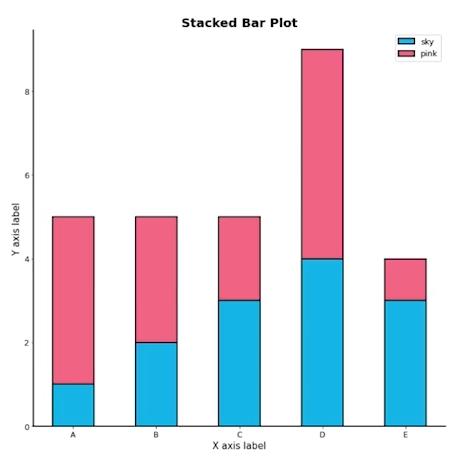 Stacked Bar Plot
sky
pink
Y axis label
8
6
4
2
0
A B C D E
X axis label